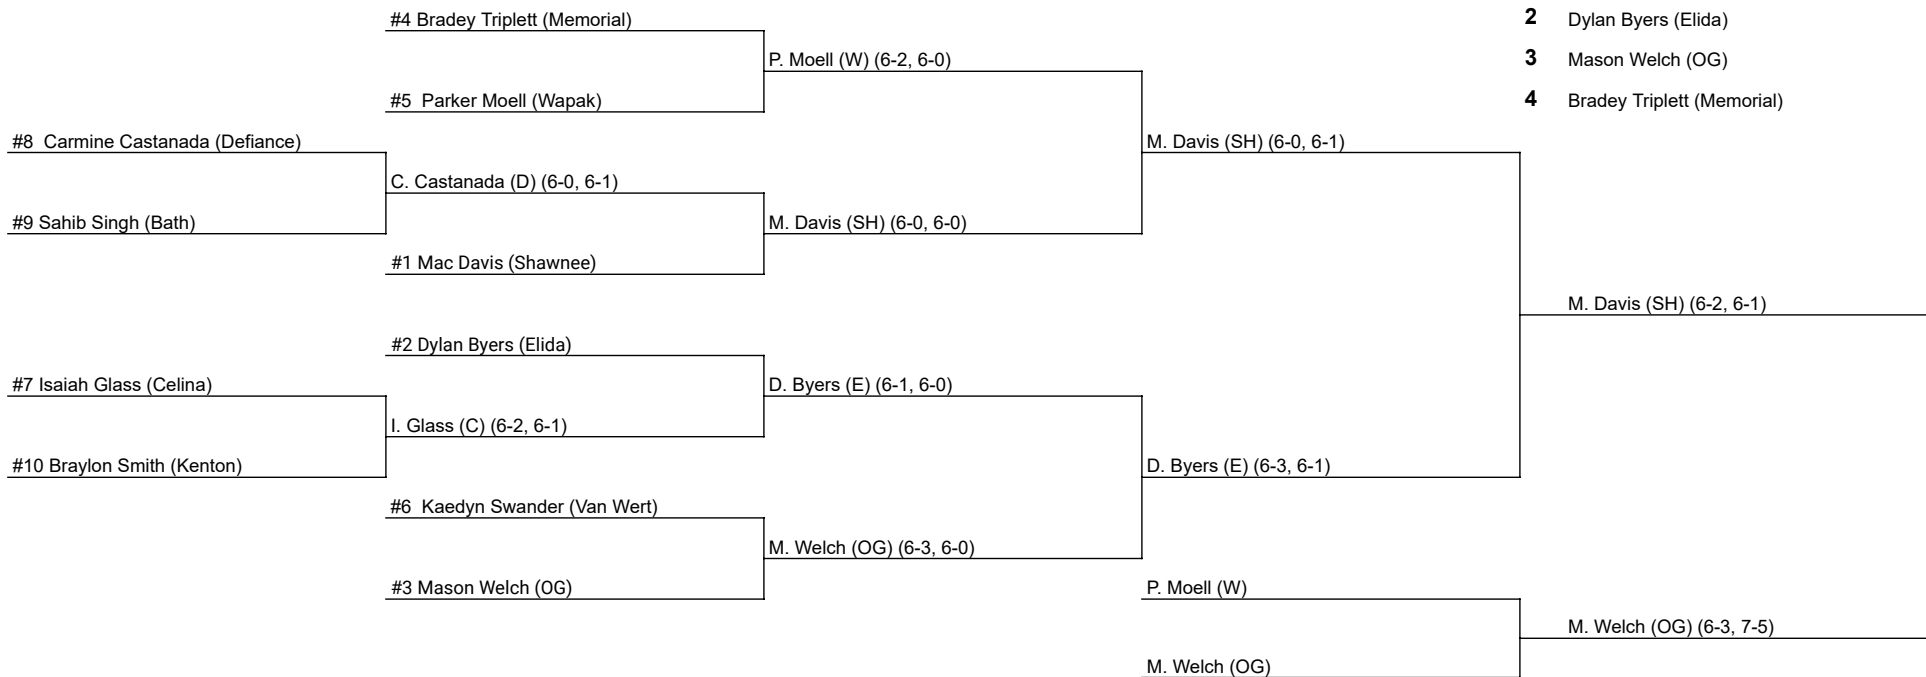 #4 Bradey Triplett (Memorial)
2 Dylan Byers (Elida)
P. Moell (W) (6-2, 6-0)
3 Mason Welch (OG)
#5  Parker Moell (Wapak)
4 Bradey Triplett (Memorial)
#8  Carmine Castanada (Defiance)
M. Davis (SH) (6-0, 6-1)
C. Castanada (D) (6-0, 6-1)
#9 Sahib Singh (Bath)
M. Davis (SH) (6-0, 6-0)
#1 Mac Davis (Shawnee)
M. Davis (SH) (6-2, 6-1)
#2 Dylan Byers (Elida)
#7 Isaiah Glass (Celina)
D. Byers (E) (6-1, 6-0)
I. Glass (C) (6-2, 6-1)
#10 Braylon Smith (Kenton)
D. Byers (E) (6-3, 6-1)
#6  Kaedyn Swander (Van Wert)
M. Welch (OG) (6-3, 6-0)
#3 Mason Welch (OG)
P. Moell (W)
M. Welch (OG) (6-3, 7-5)
M. Welch (OG)